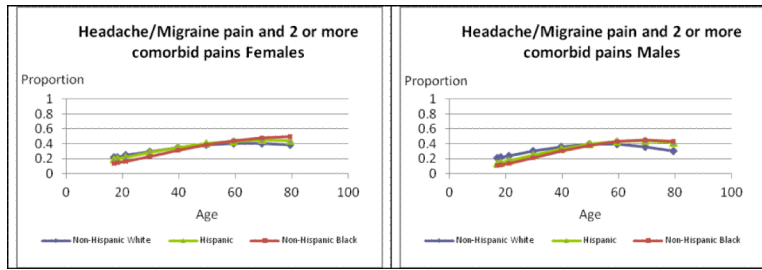 Headache/Migraine pain and 2 or more
comorbid pains Females
Proportion
1
0.8
0.6
0.4
0.2
0
0 20 40 60 80 100
Age
Non-Hispanic White Hispanic Non-Hispanic Black
Headache/Migraine pain and 2 or more
comorbid pains Males
Proportion
1
0.8
0.6
0.4
0.2
0
0 20 40 60 80 100
Age
Non-Hispanic White Hispanic Non-Hispanic Black